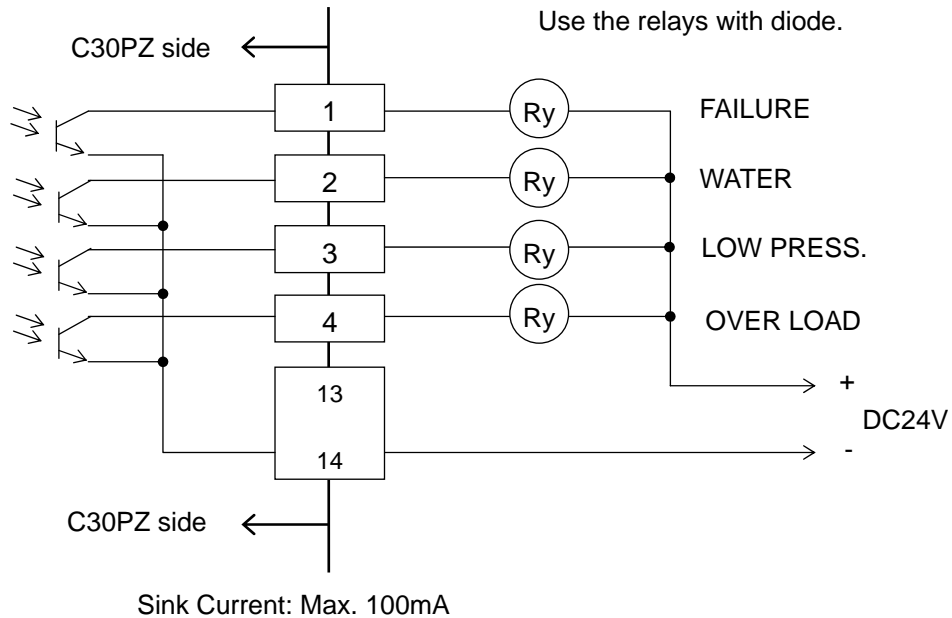 Use the relays with diode.
C30PZ side
1 Ry FAILURE
2 Ry WATER
3 Ry LOW PRESS.
4 Ry OVER LOAD
13 +
DC24V
14 -
C30PZ side
Sink Current: Max. 100mA